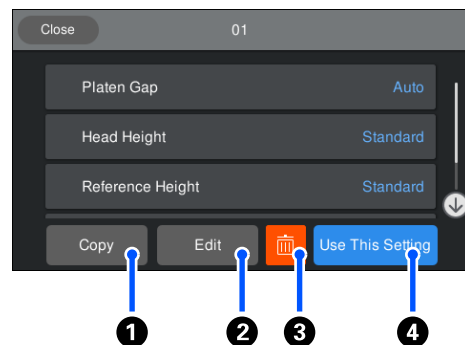 Close 01
Platen Gap Auto
Head Height Standard
Reference Height Standard
Copy Edit Use This Setting
1 2 3 4